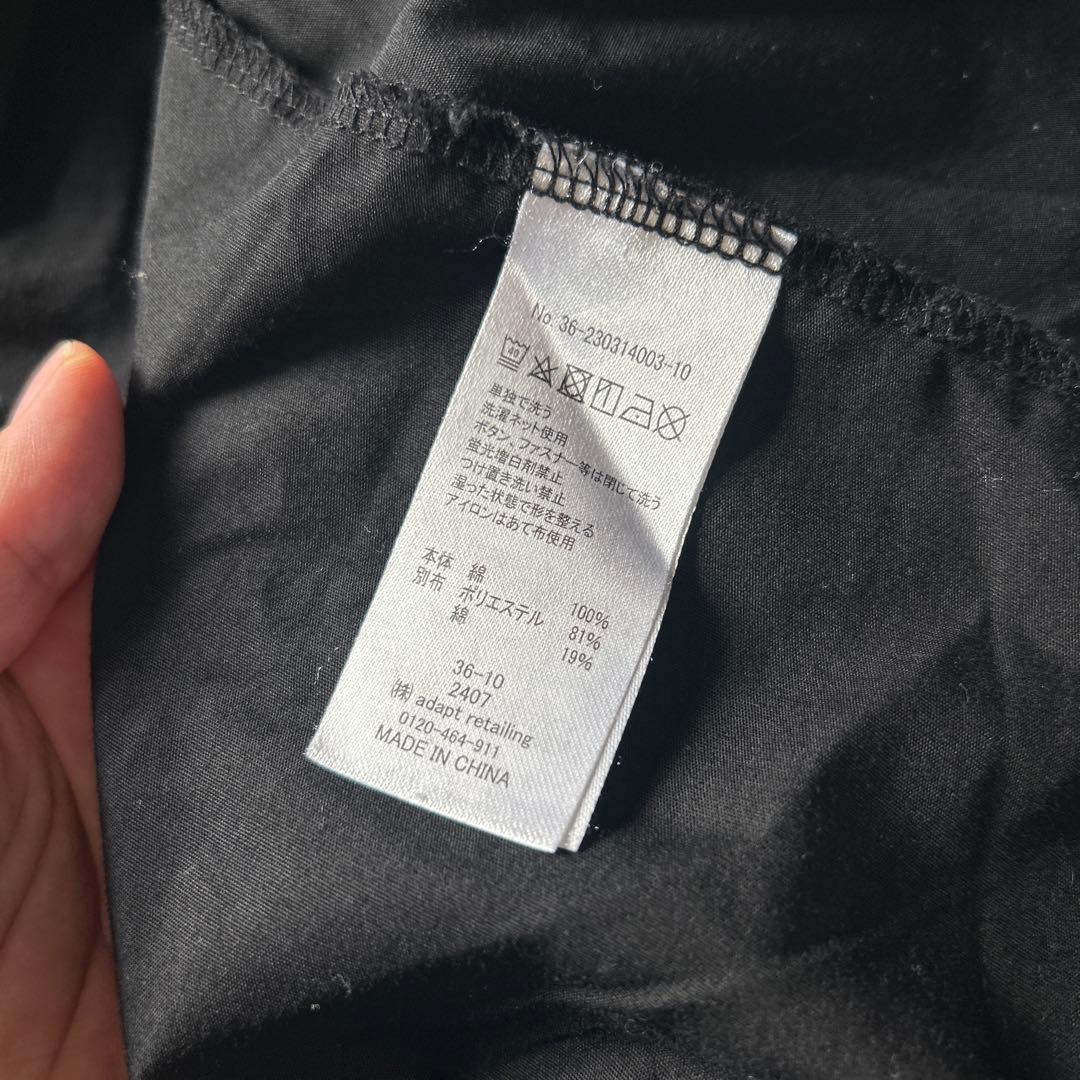 No. 36-230314003-10
40
単独で洗う
洗濯ネット使用
ボタン、ファスナー等は閉じて洗う
蛍光増白剤禁止
つけ置き洗い禁止
湿った状態で形を整える
アイロンはあて布使用
本体 綿 100%
別布 ポリエステル 81%
綿 19%
36-10
2407
(株) adapt retailing
0120-464-911
MADE IN CHINA